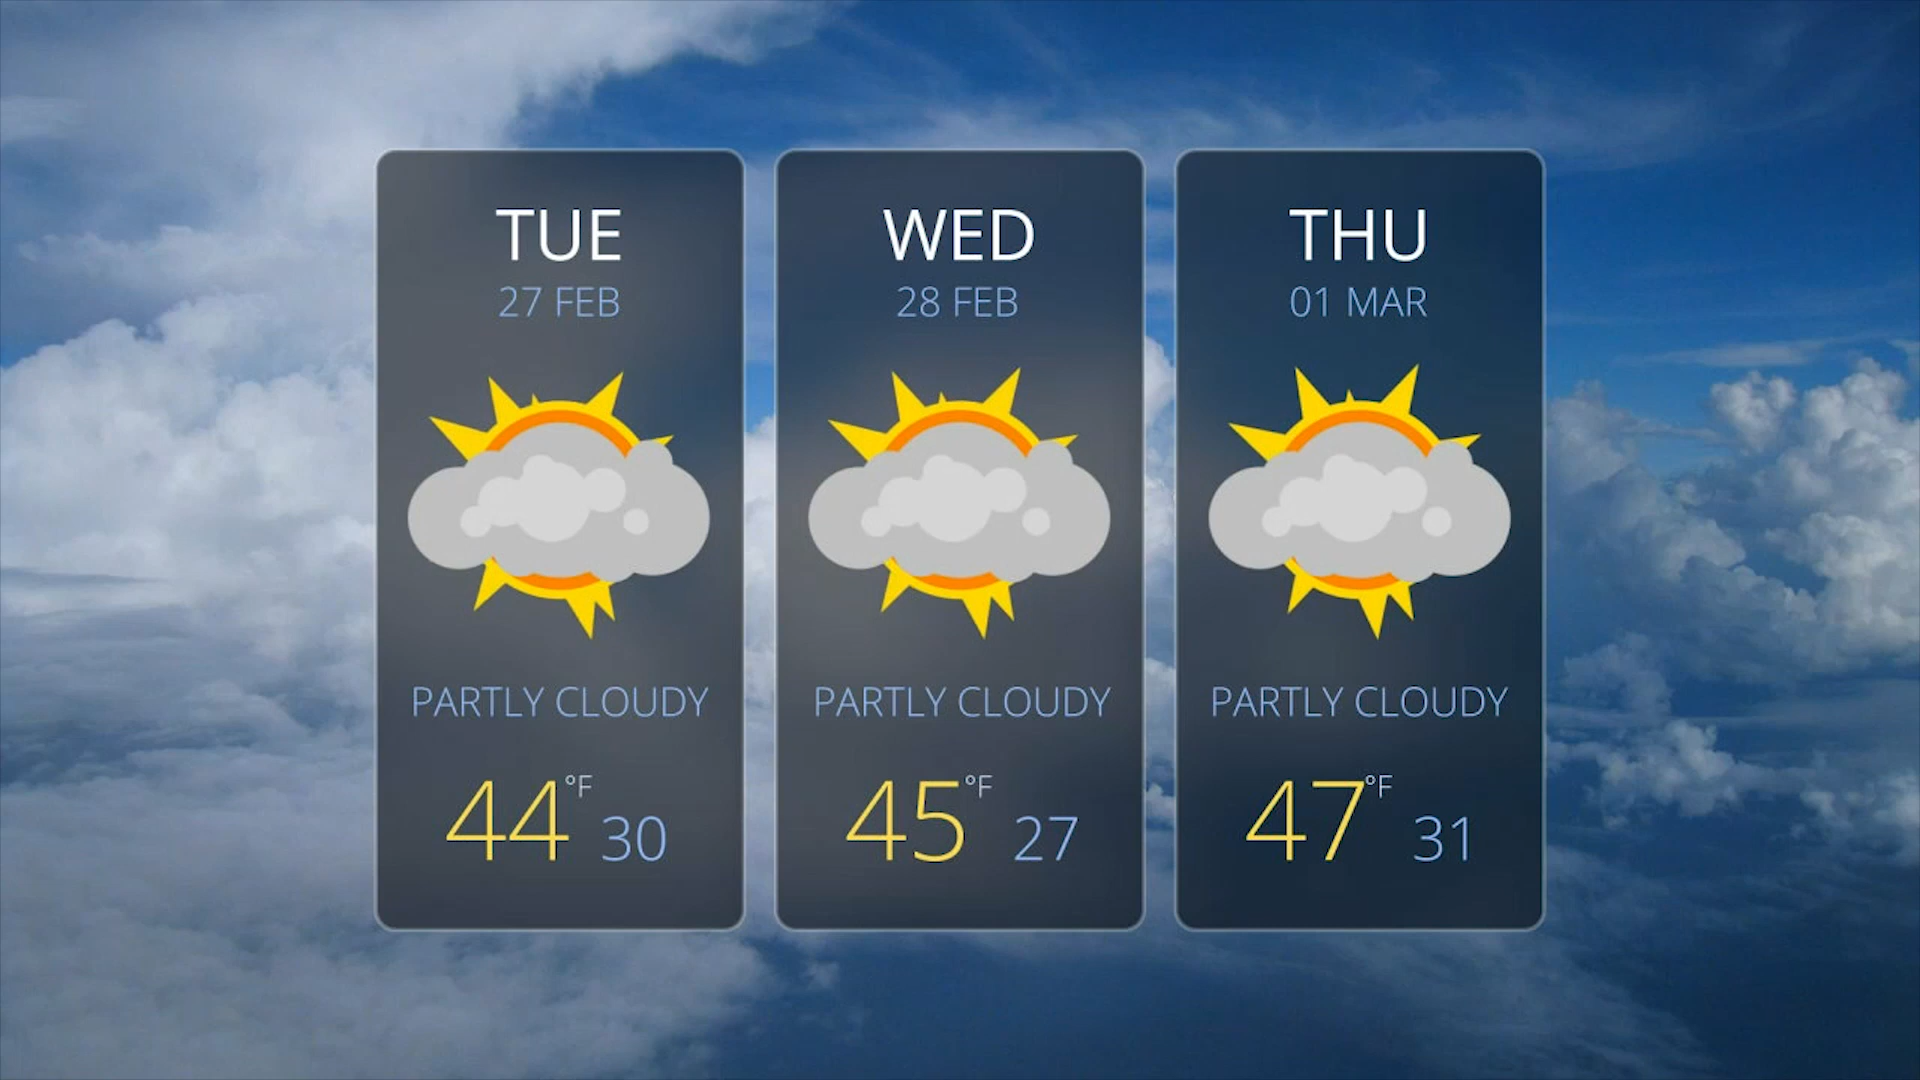 TUE
27 FEB
PARTLY CLOUDY
44°F 30
WED
28 FEB
PARTLY CLOUDY
45°F 27
THU
01 MAR
PARTLY CLOUDY
47°F 31